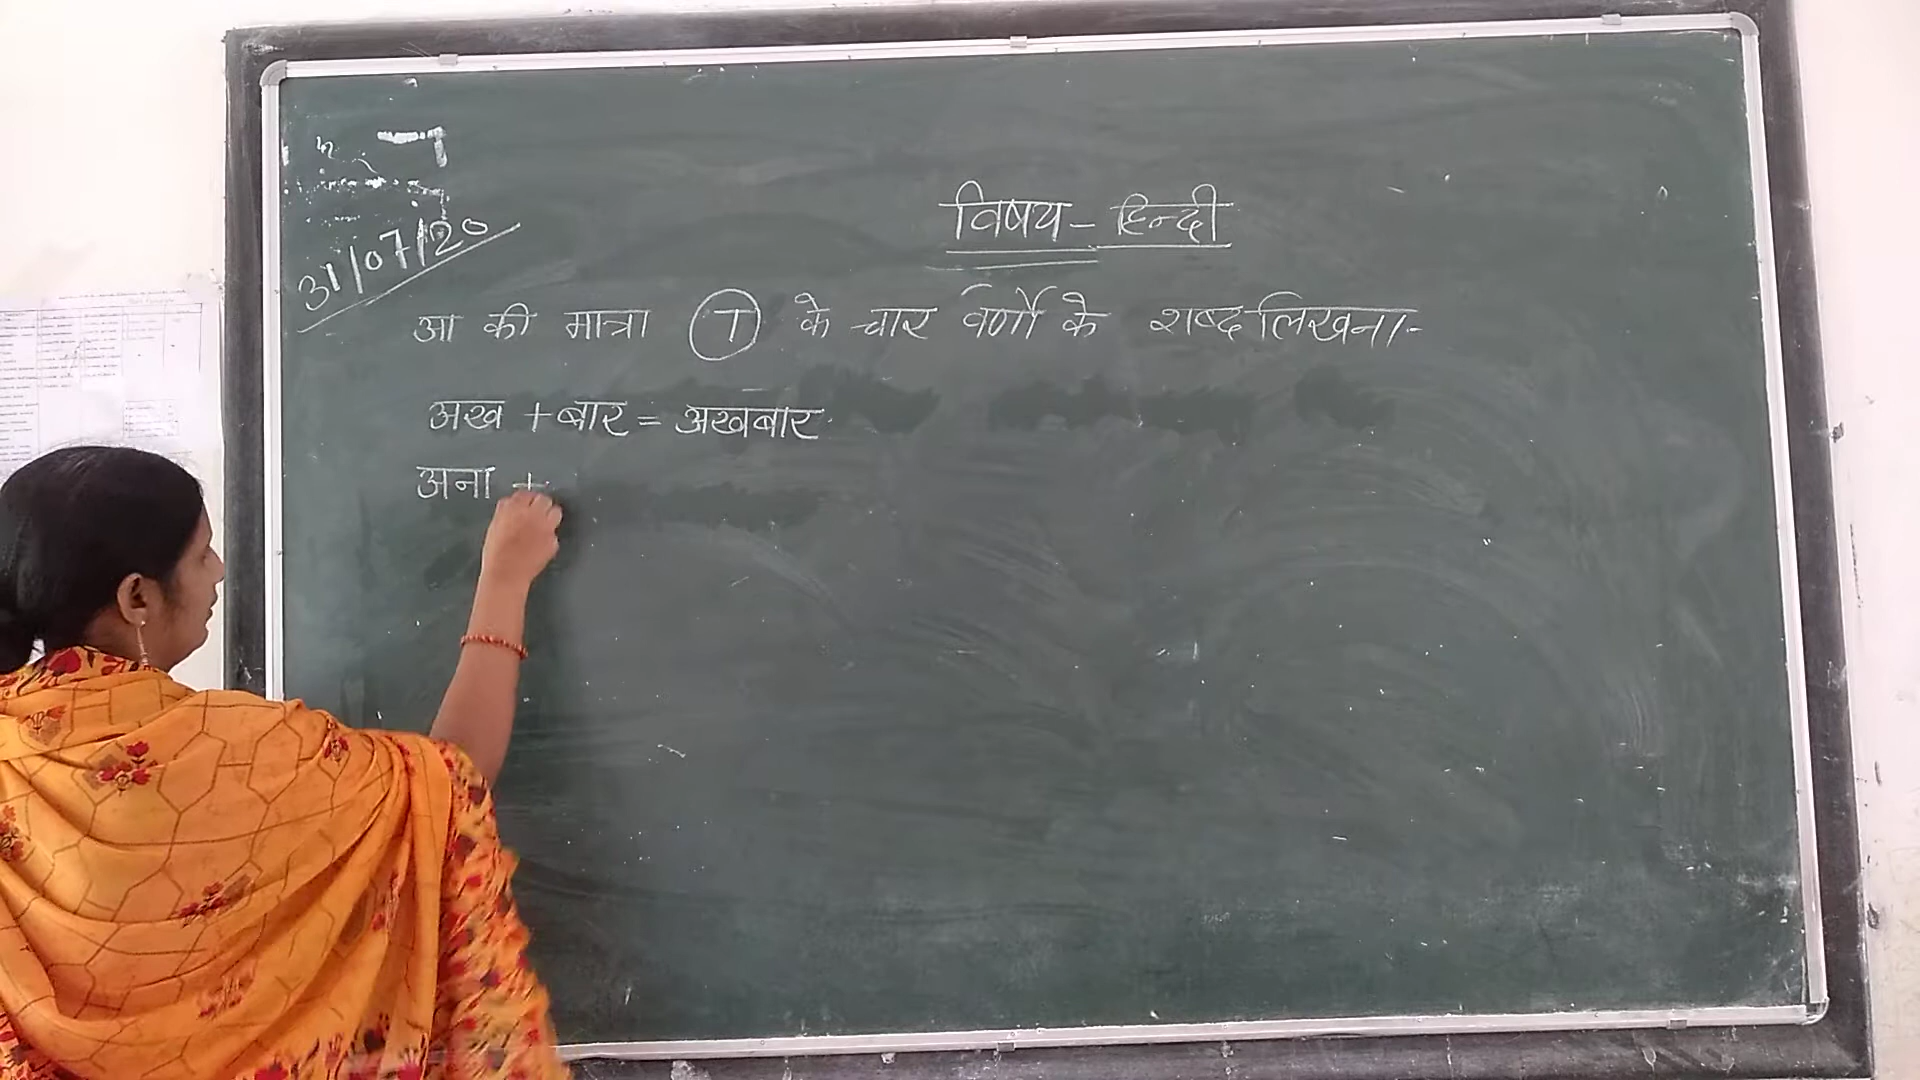 31/07/20
विषय - हिन्दी
आ की मात्रा (ा) के चार वर्णों के शब्द लिखना:-
अख + बार = अखबार
अना +